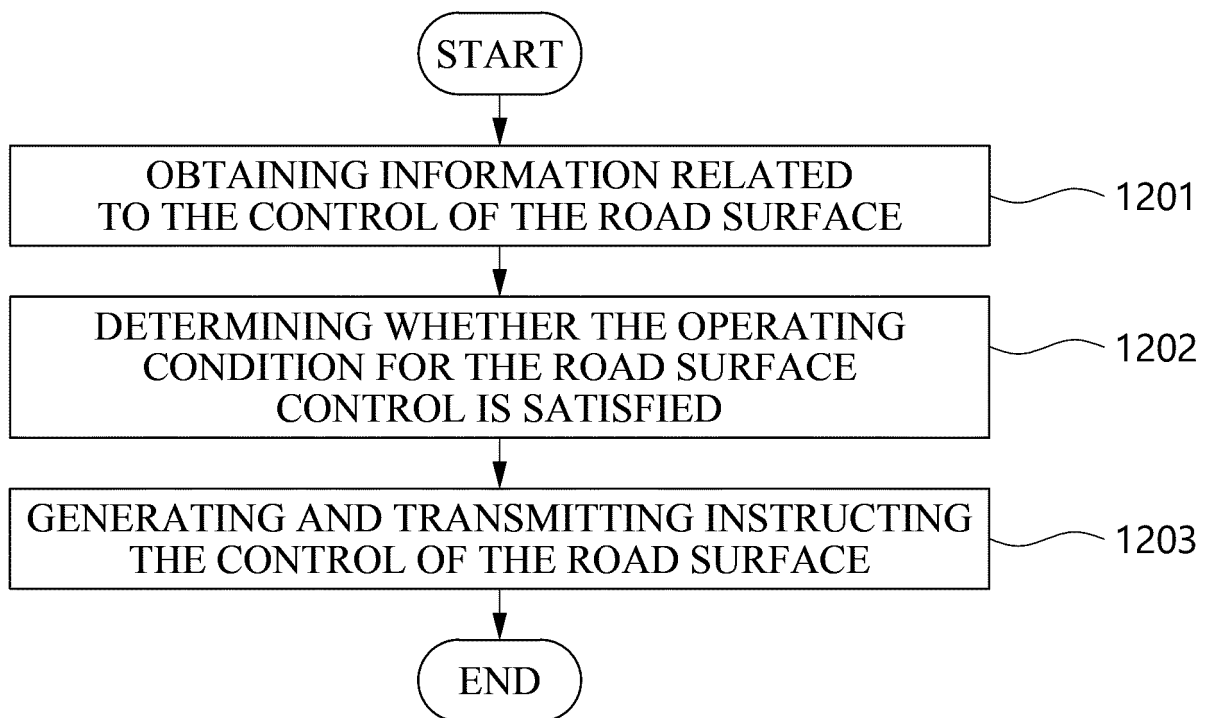 START
OBTAINING INFORMATION RELATED
TO THE CONTROL OF THE ROAD SURFACE
1201
DETERMINING WHETHER THE OPERATING
CONDITION FOR THE ROAD SURFACE
CONTROL IS SATISFIED
1202
GENERATING AND TRANSMITTING INSTRUCTING
THE CONTROL OF THE ROAD SURFACE
1203
END